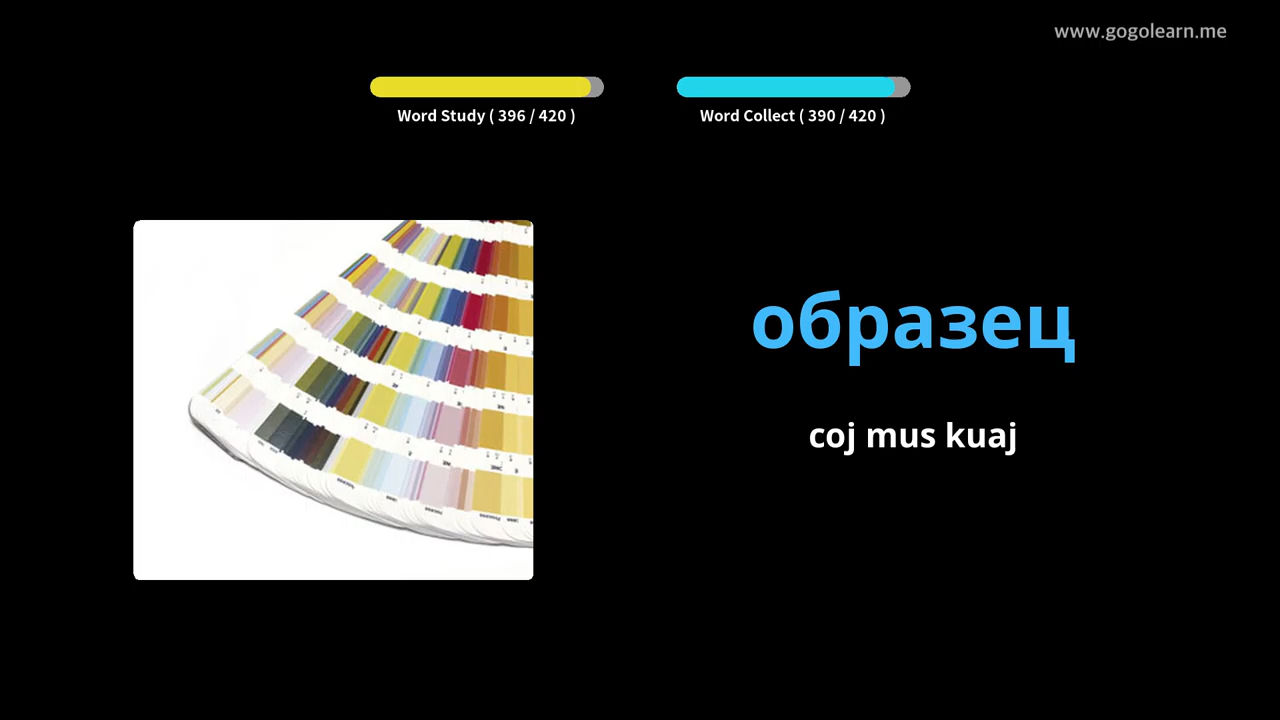 www.gogolearn.me
Word Study ( 396 / 420 )
Word Collect ( 390 / 420 )
образец
coj mus kuaj